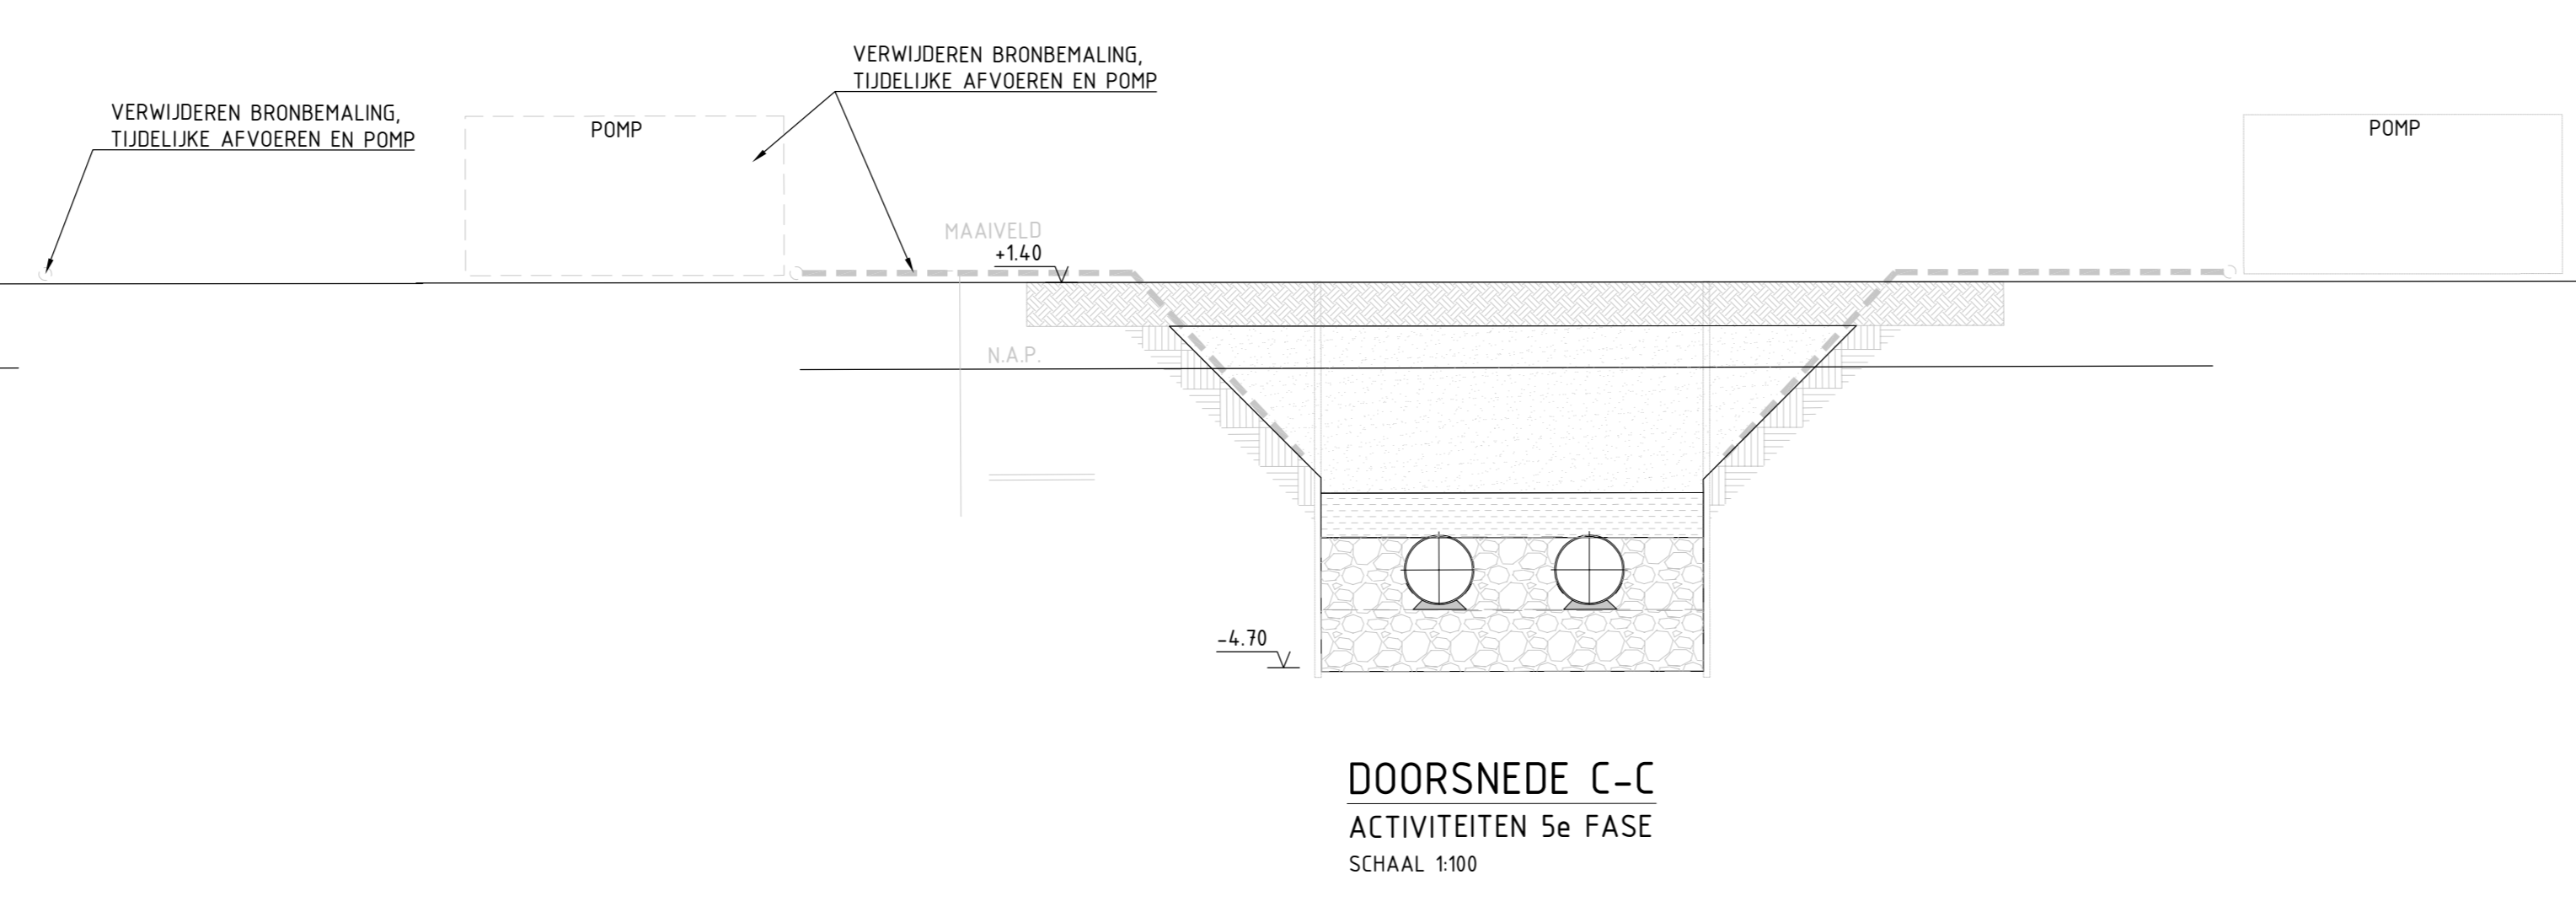 VERWIJDEREN BRONBEMALING,
TIJDELIJKE AFVOEREN EN POMP
VERWIJDEREN BRONBEMALING,
TIJDELIJKE AFVOEREN EN POMP
POMP
POMP
MAAIVELD
+1.40
N.A.P.
-4.70
DOORSNEDE C-C
ACTIVITEITEN 5e FASE
SCHAAL 1:100